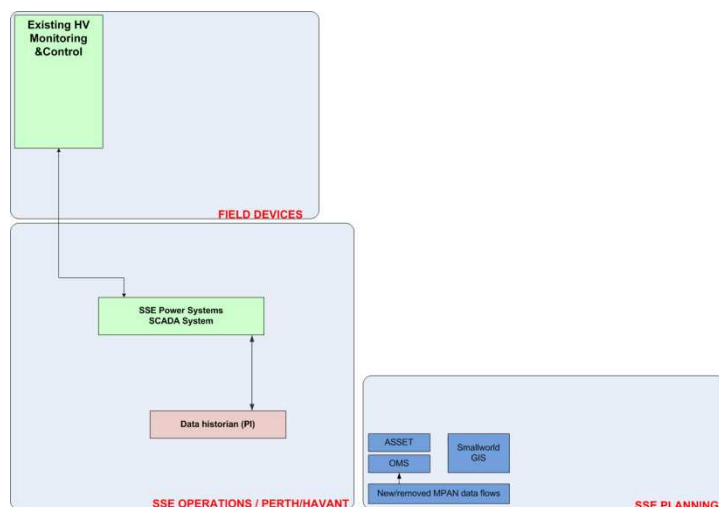 Existing HV
Monitoring
&Control
FIELD DEVICES
SSE Power Systems
SCADA System
Data historian (PI)
SSE OPERATIONS / PERTH/HAVANT
ASSET
OMS
Smallworld
GIS
New/removed MPAN data flows
SSE PLANNING